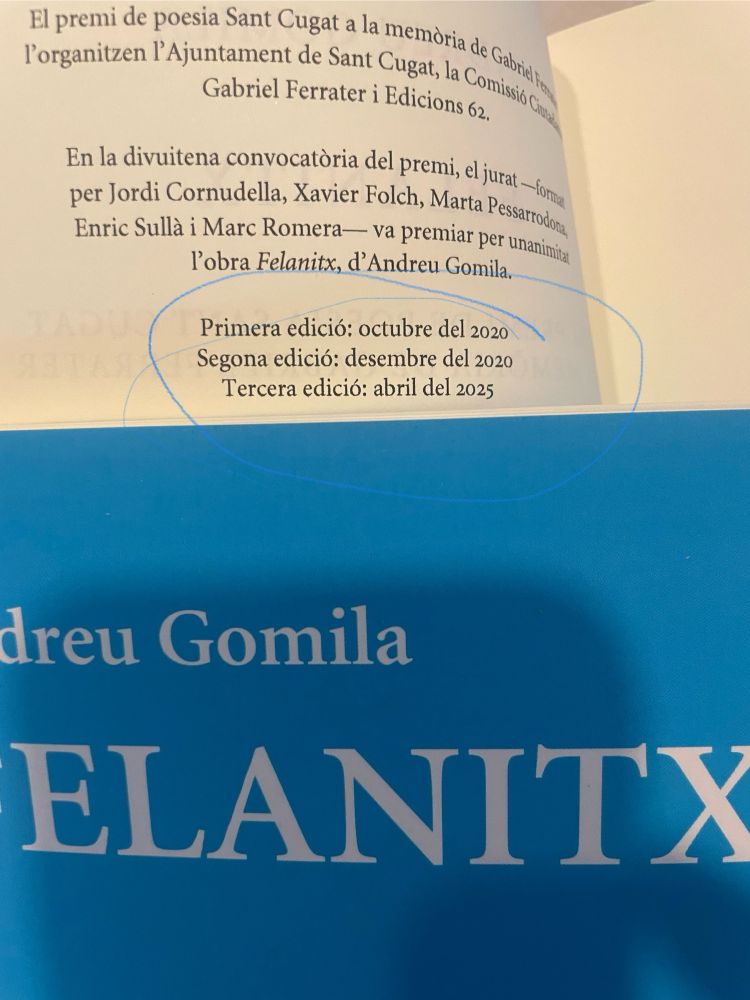 El premi de poesia Sant Cugat a la memòria de Gabriel
l’organitzen l’Ajuntament de Sant Cugat, la Comissió
Gabriel Ferrater i Edicions 62.
En la divuitena convocatòria del premi, el jurat —format
per Jordi Cornudella, Xavier Folch, Marta Pessarrodona,
Enric Sullà i Marc Romera— va premiar per unanimitat
l’obra Felanitx, d’Andreu Gomila.
Primera edició: octubre del 2020
Segona edició: desembre del 2020
Tercera edició: abril del 2025
dreu Gomila
FELANITX